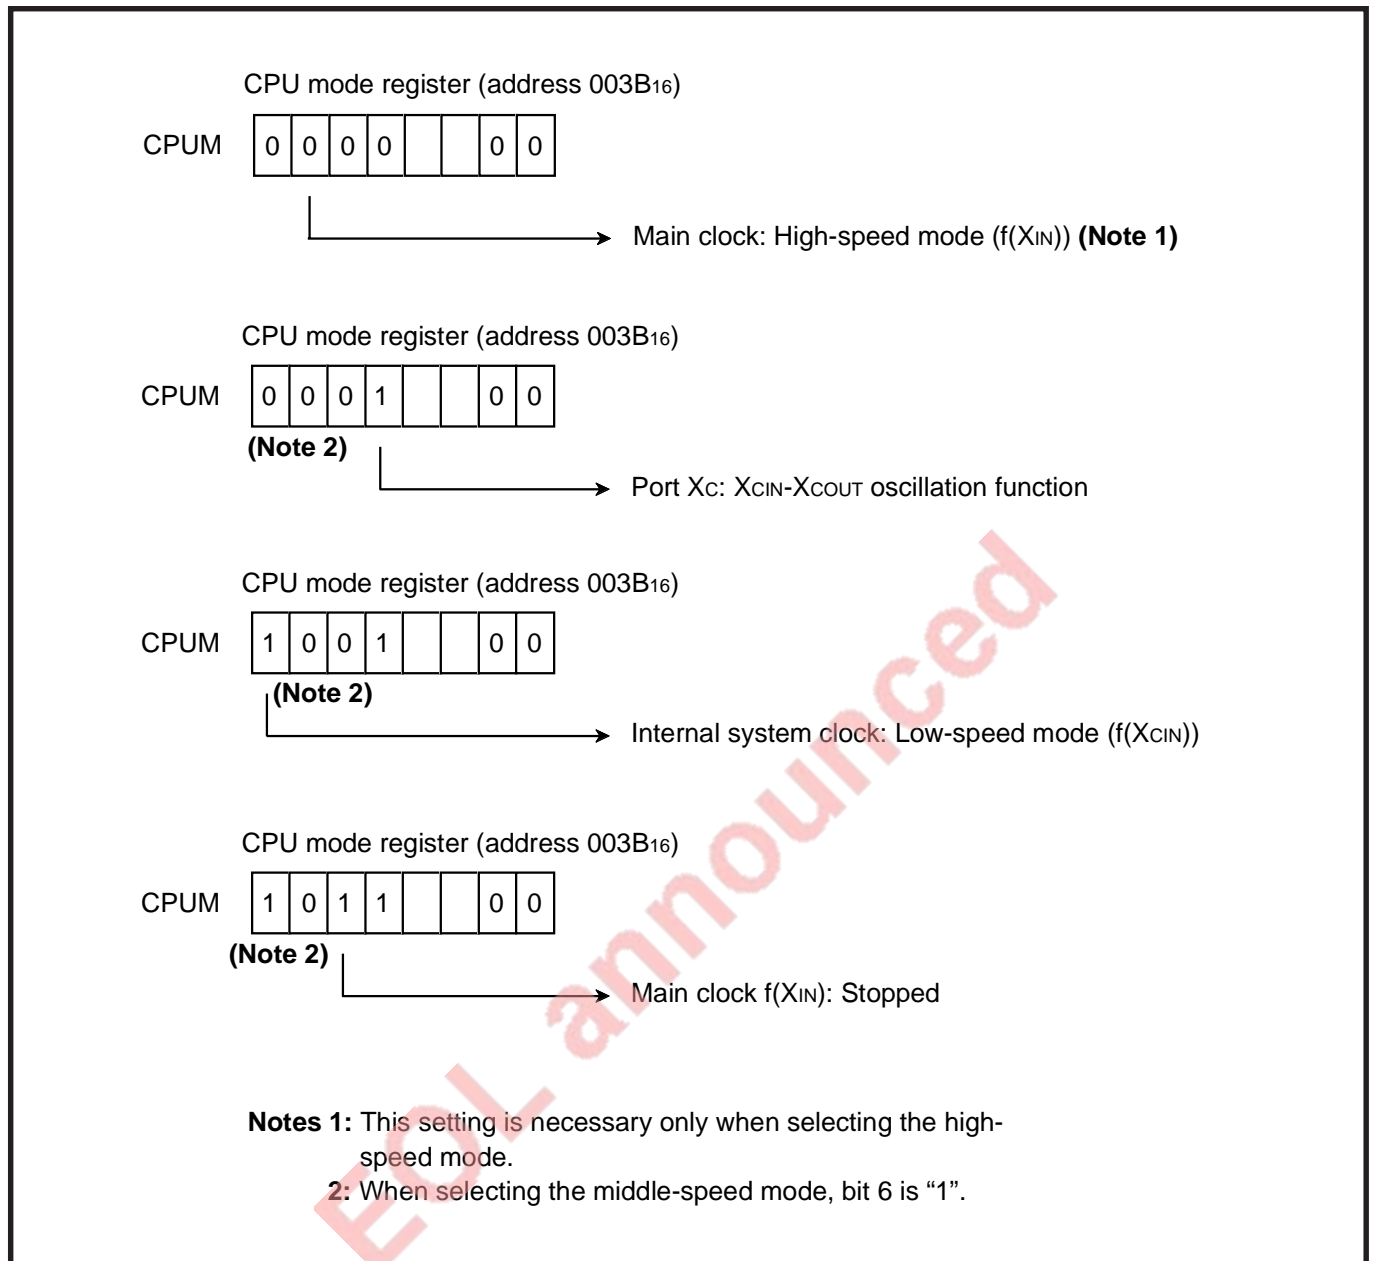 CPU mode register (address 003B16)
CPUM 0 0 0 0 0 0
Main clock: High-speed mode (f(XIN)) (Note 1)
CPU mode register (address 003B16)
CPUM 0 0 0 1 0 0
(Note 2)
Port XC: XCIN-XCOUT oscillation function
CPU mode register (address 003B16)
CPUM 1 0 0 1 0 0
(Note 2)
Internal system clock: Low-speed mode (f(XCIN))
CPU mode register (address 003B16)
CPUM 1 0 1 1 0 0
(Note 2)
Main clock f(XIN): Stopped
Notes 1: This setting is necessary only when selecting the high-
speed mode.
2: When selecting the middle-speed mode, bit 6 is “1”.
EOL announced